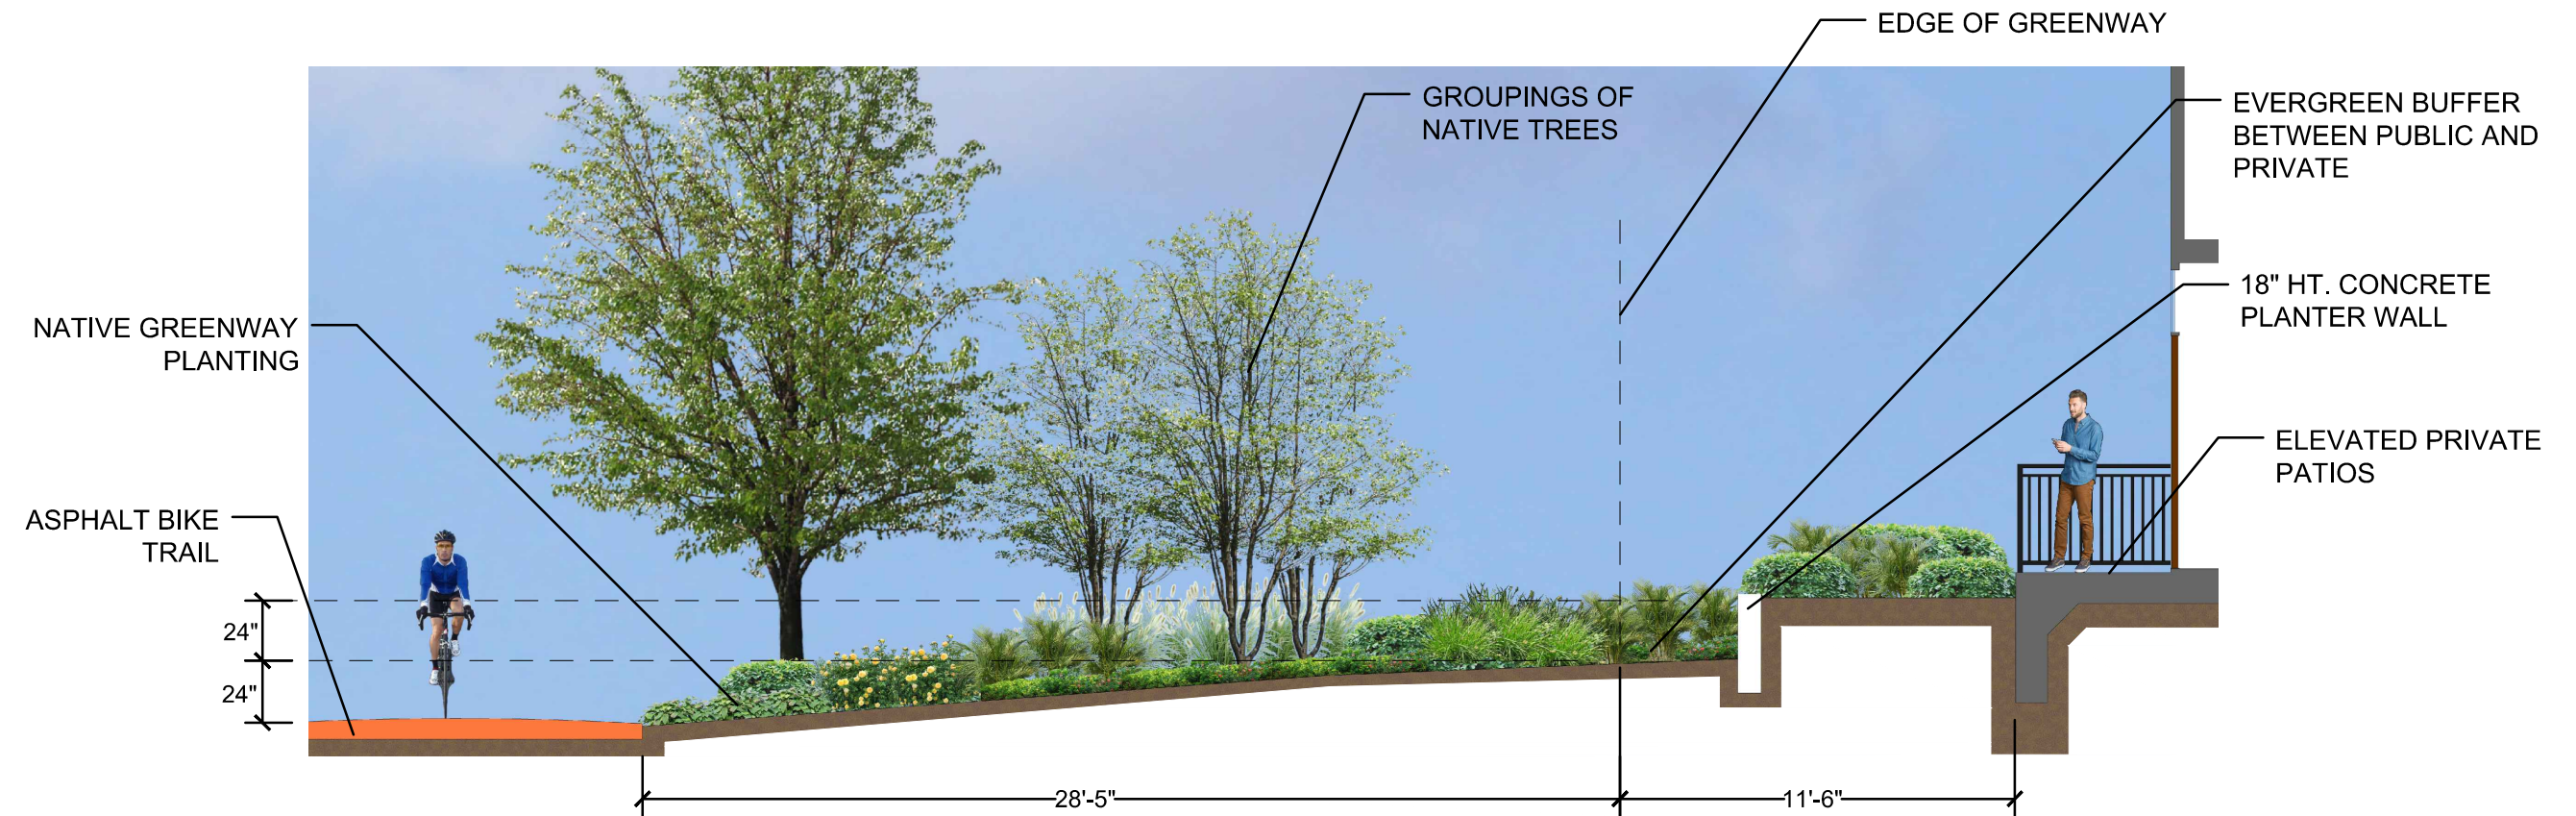 EDGE OF GREENWAY
GROUPINGS OF
NATIVE TREES
EVERGREEN BUFFER
BETWEEN PUBLIC AND
PRIVATE
18" HT. CONCRETE
PLANTER WALL
NATIVE GREENWAY
PLANTING
ELEVATED PRIVATE
PATIOS
ASPHALT BIKE
TRAIL
24"
24"
28'-5"
11'-6"